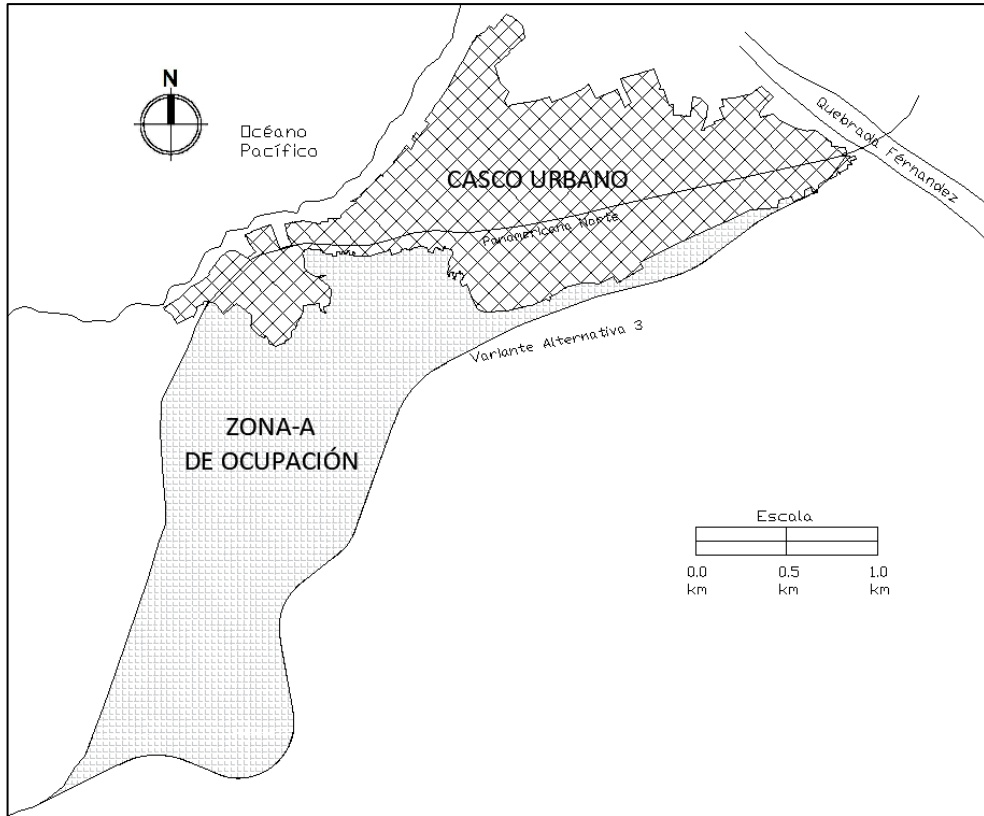 N
Océano
Pacífico
Quebrada Férnandez
CASCO URBANO
Panamericana Norte
Variante Alternativa 3
ZONA-A
DE OCUPACIÓN
Escala
0.0 0.5 1.0
km km km